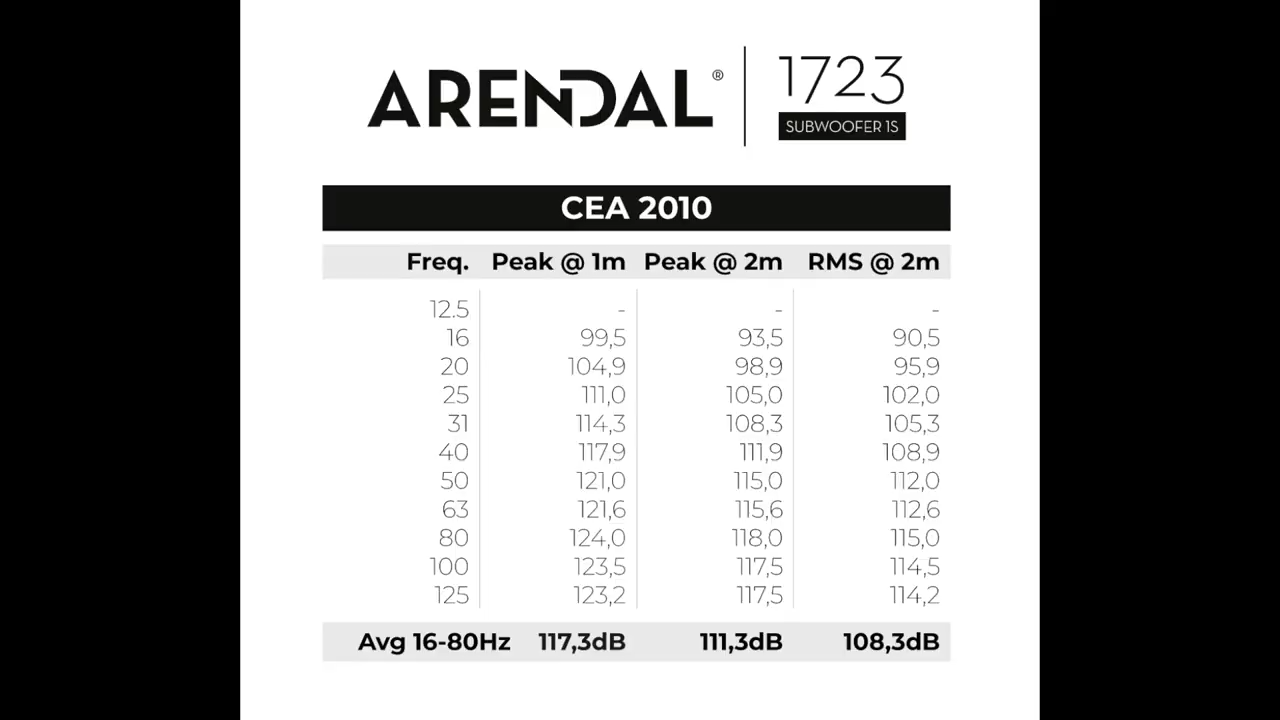 ARENDAL® 1723
SUBWOOFER 1S
CEA 2010
Freq. Peak @ 1m Peak @ 2m RMS @ 2m
12.5 - - -
16 99,5 93,5 90,5
20 104,9 98,9 95,9
25 111,0 105,0 102,0
31 114,3 108,3 105,3
40 117,9 111,9 108,9
50 121,0 115,0 112,0
63 121,6 115,6 112,6
80 124,0 118,0 115,0
100 123,5 117,5 114,5
125 123,2 117,5 114,2
Avg 16-80Hz 117,3dB 111,3dB 108,3dB